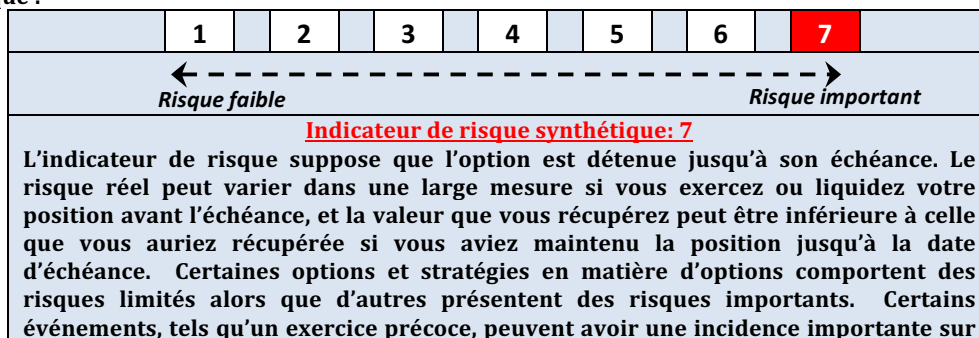 que :
1 2 3 4 5 6 7
Risque faible Risque important
Indicateur de risque synthétique: 7
L'indicateur de risque suppose que l'option est détenue jusqu'à son échéance. Le
risque réel peut varier dans une large mesure si vous exercez ou liquidez votre
position avant l'échéance, et la valeur que vous récupérez peut être inférieure à celle
que vous auriez récupérée si vous aviez maintenu la position jusqu'à la date
d'échéance. Certaines options et stratégies en matière d'options comportent des
risques limités alors que d'autres présentent des risques importants. Certains
événements, tels qu'un exercice précoce, peuvent avoir une incidence importante sur